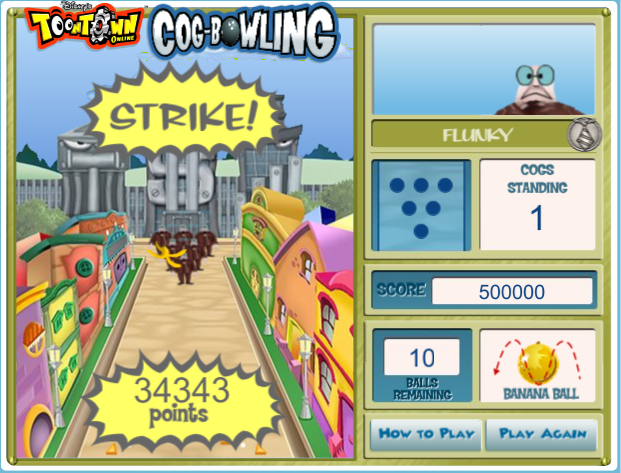 Disney's
TOONTOWN
ONLINE
COG-BOWLING
STRIKE!
34343
points
FLUNKY
COGS
STANDING
1
SCORE 500000
10
BALLS
REMAINING
BANANA BALL
HOW TO PLAY
PLAY AGAIN